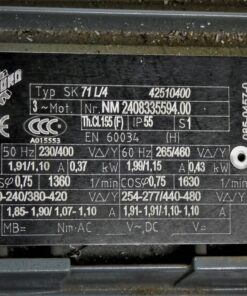 Typ SK 71 L/4 42510400
3 ~ Mot. Nr NM 2408335594.00
Th.Cl.155 (F) IP 55 S1
A015553
EN 60034 (H)
50 Hz 230/400 V△/Y 60 Hz 265/460 V△/Y
1,91/1,10 A 0,37 kW 1,99/1,15 A 0,43 kW
cosφ 0,75 1360 1/min cosφ 0,75 1630 1/min
-240/380-420 V△/Y 254-277/440-480 V△/Y
1,85- 1,90/ 1,07- 1,10 A 1,91-1,91/ 1,10- 1,10 A
MB= Nm-AC V~,DC V=